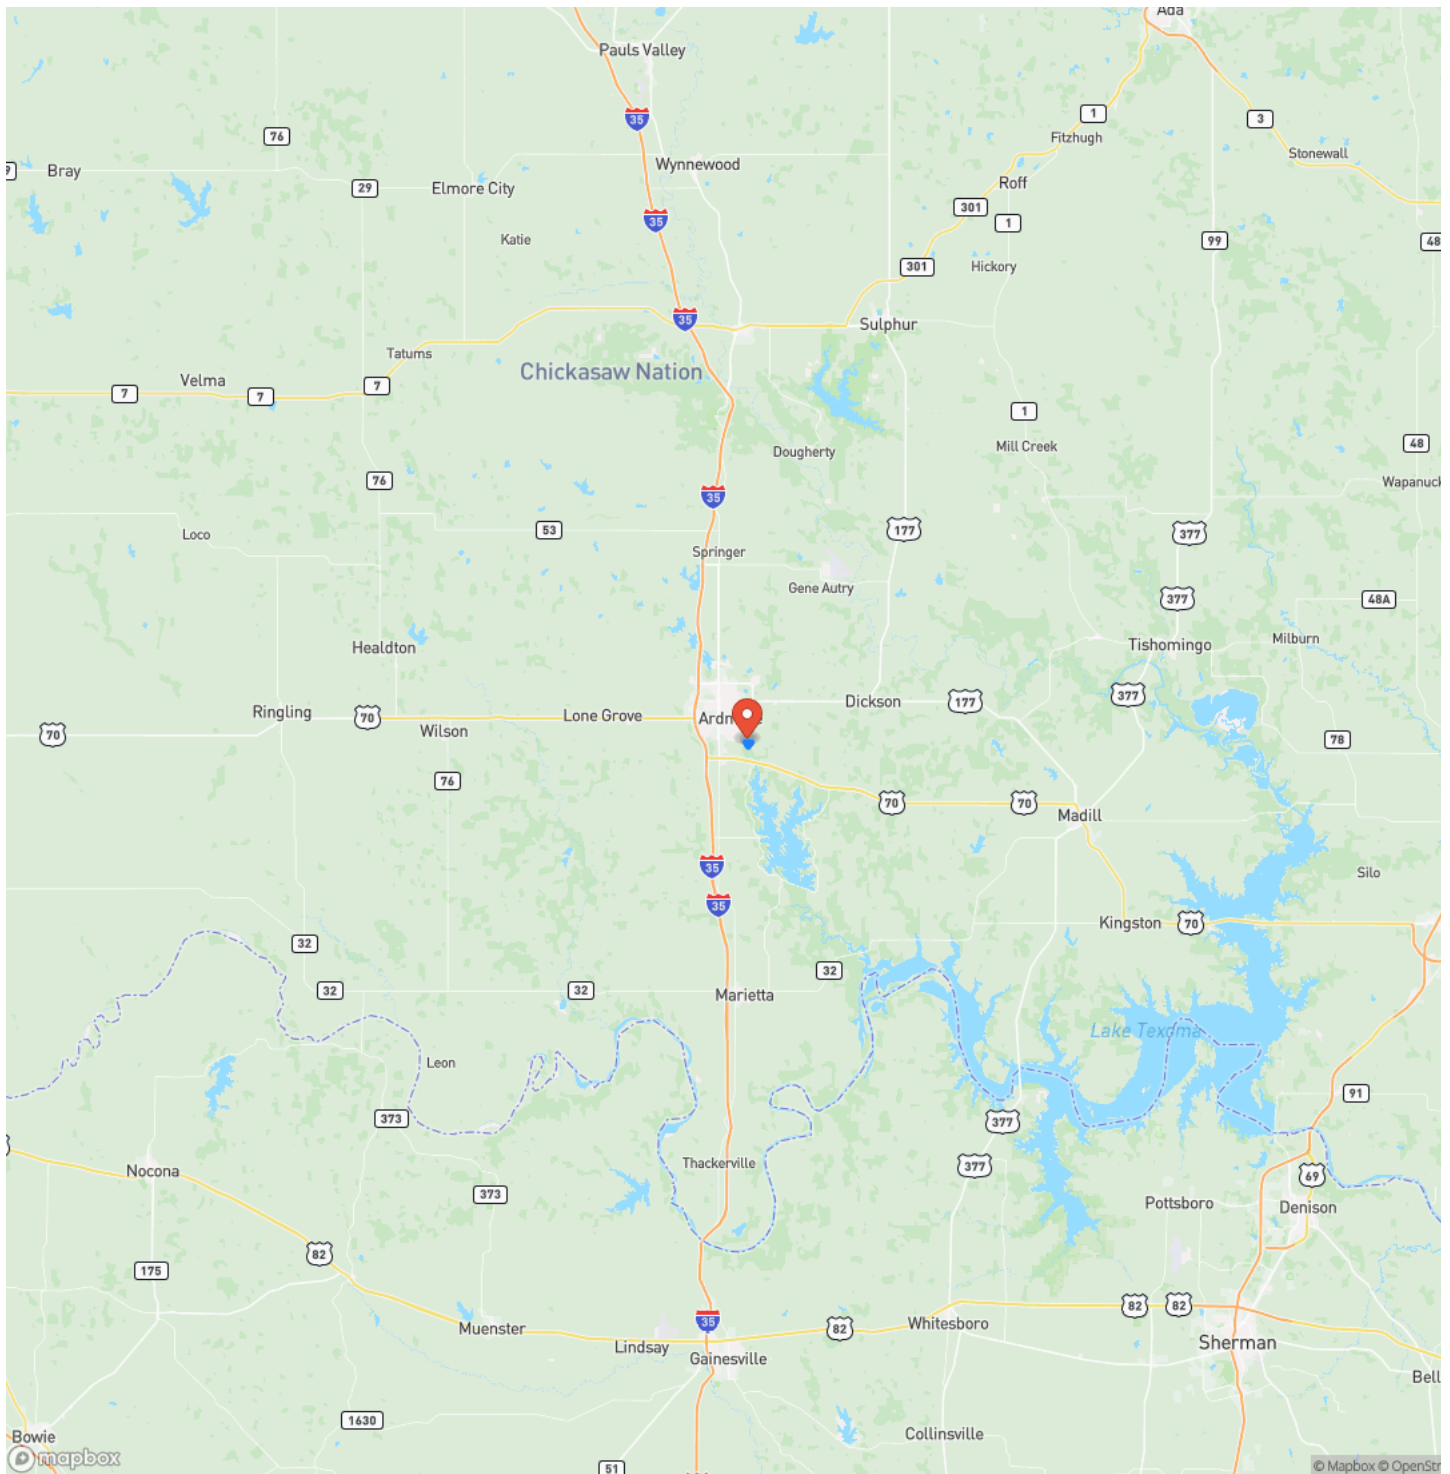 Ada
Pauls Valley
35
1
3
Fitzhugh
76
Stonewall
Wynnewood
Bray
29
Elmore City
Roff
301
35
1
Katie
99
48
301
Hickory
35
Sulphur
Tatums
Chickasaw Nation
Velma
7
7
7
1
Mill Creek
48
Dougherty
76
Wapanuck
35
53
177
377
Loco
Springer
Gene Autry
377
48A
Healdton
Tishomingo
Milburn
377
Ringling
70
Lone Grove
Dickson
177
70
Wilson
78
76
70
70
Madill
35
Silo
35
Kingston
70
32
32
32
32
Marietta
Lake Texoma
Leon
91
373
377
Thackerville
377
Nocona
69
373
Pottsboro
Denison
82
175
82
82
35
82
Whitesboro
Muenster
Lindsay
Gainesville
Sherman
Bell
1630
Bowie
Collinsville
mapbox
51
© Mapbox © OpenStr